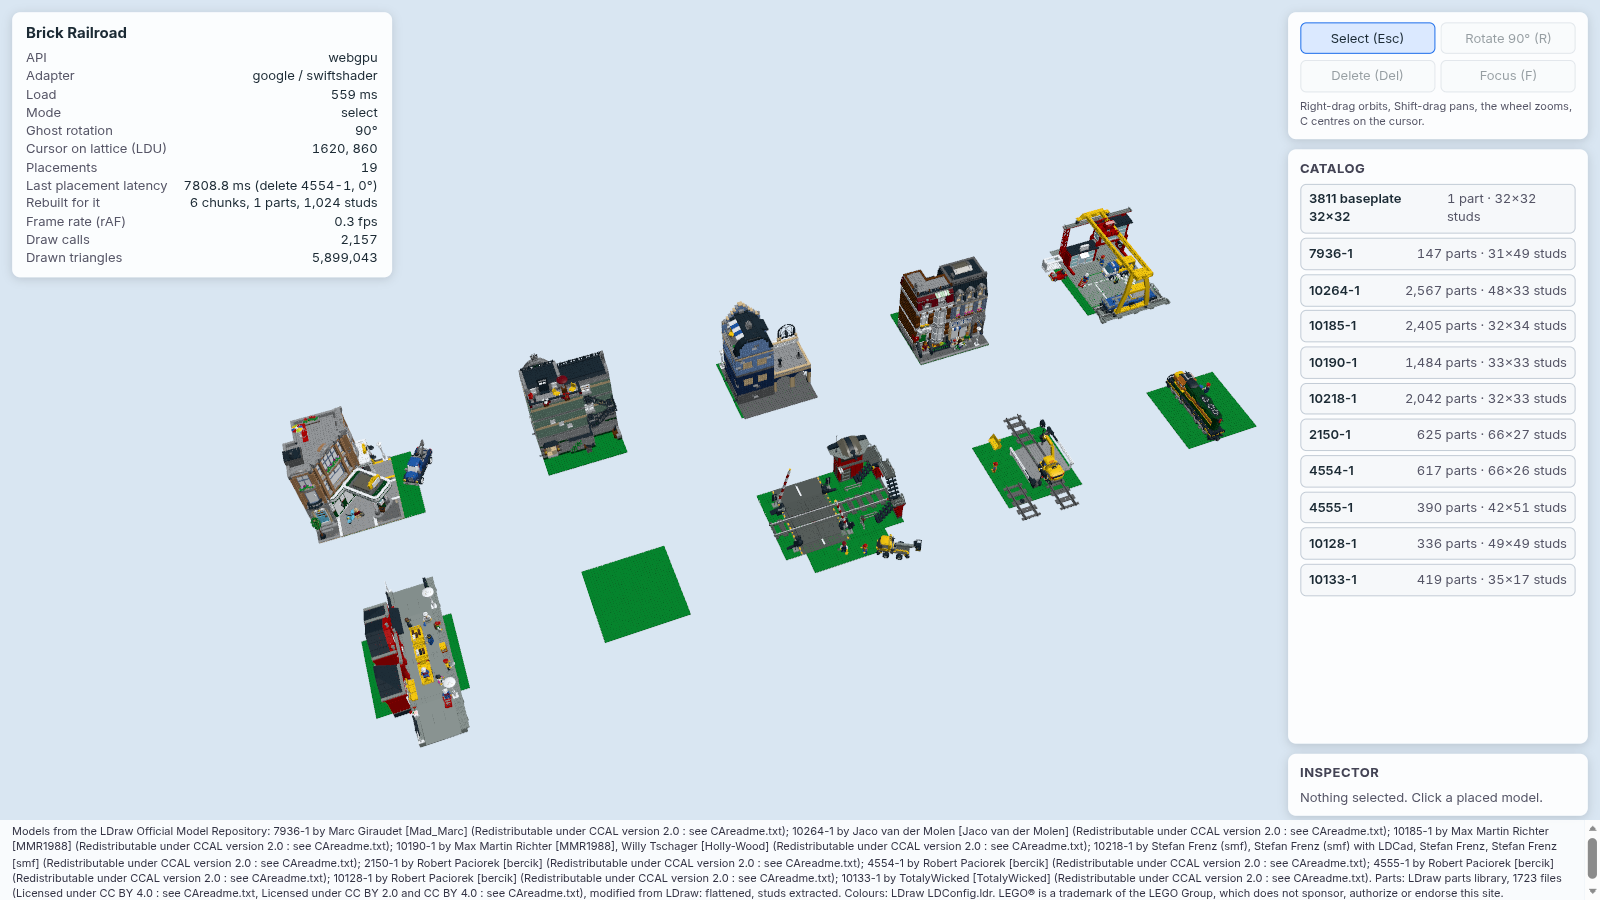 Brick Railroad
API webgpu
Adapter google / swiftshader
Load 559 ms
Mode select
Ghost rotation 90°
Cursor on lattice (LDU) 1620, 860
Placements 19
Last placement latency 7808.8 ms (delete 4554-1, 0°)
Rebuilt for it 6 chunks, 1 parts, 1,024 studs
Frame rate (rAF) 0.3 fps
Draw calls 2,157
Drawn triangles 5,899,043
Select (Esc) Rotate 90° (R)
Delete (Del) Focus (F)
Right-drag orbits, Shift-drag pans, the wheel zooms,
C centres on the cursor.
CATALOG
3811 baseplate 1 part · 32×32
32×32 studs
7936-1 147 parts · 31×49 studs
10264-1 2,567 parts · 48×33 studs
10185-1 2,405 parts · 32×34 studs
10190-1 1,484 parts · 33×33 studs
10218-1 2,042 parts · 32×33 studs
2150-1 625 parts · 66×27 studs
4554-1 617 parts · 66×26 studs
4555-1 390 parts · 42×51 studs
10128-1 336 parts · 49×49 studs
10133-1 419 parts · 35×17 studs
INSPECTOR
Nothing selected. Click a placed model.
Models from the LDraw Official Model Repository: 7936-1 by Marc Giraudet [Mad_Marc] (Redistributable under CCAL version 2.0 : see CAreadme.txt); 10264-1 by Jaco van der Molen [Jaco van der Molen] (Redistributable under CCAL version 2.0 : see CAreadme.txt); 10185-1 by Max Martin Richter
[MMR1988] (Redistributable under CCAL version 2.0 : see CAreadme.txt); 10190-1 by Max Martin Richter [MMR1988], Willy Tschager [Holly-Wood] (Redistributable under CCAL version 2.0 : see CAreadme.txt); 10218-1 by Stefan Frenz (smf), Stefan Frenz (smf) with LDCad, Stefan Frenz, Stefan Frenz
[smf] (Redistributable under CCAL version 2.0 : see CAreadme.txt); 2150-1 by Robert Paciorek [bercik] (Redistributable under CCAL version 2.0 : see CAreadme.txt); 4554-1 by Robert Paciorek [bercik] (Redistributable under CCAL version 2.0 : see CAreadme.txt); 4555-1 by Robert Paciorek [bercik]
(Redistributable under CCAL version 2.0 : see CAreadme.txt); 10128-1 by Robert Paciorek [bercik] (Redistributable under CCAL version 2.0 : see CAreadme.txt); 10133-1 by TotalyWicked [TotalyWicked] (Redistributable under CCAL version 2.0 : see CAreadme.txt). Parts: LDraw parts library, 1723 files
(Licensed under CC BY 4.0 : see CAreadme.txt, Licensed under CC BY 2.0 and CC BY 4.0 : see CAreadme.txt), modified from LDraw: flattened, studs extracted. Colours: LDraw LDConfig.ldr. LEGO® is a trademark of the LEGO Group, which does not sponsor, authorize or endorse this site.